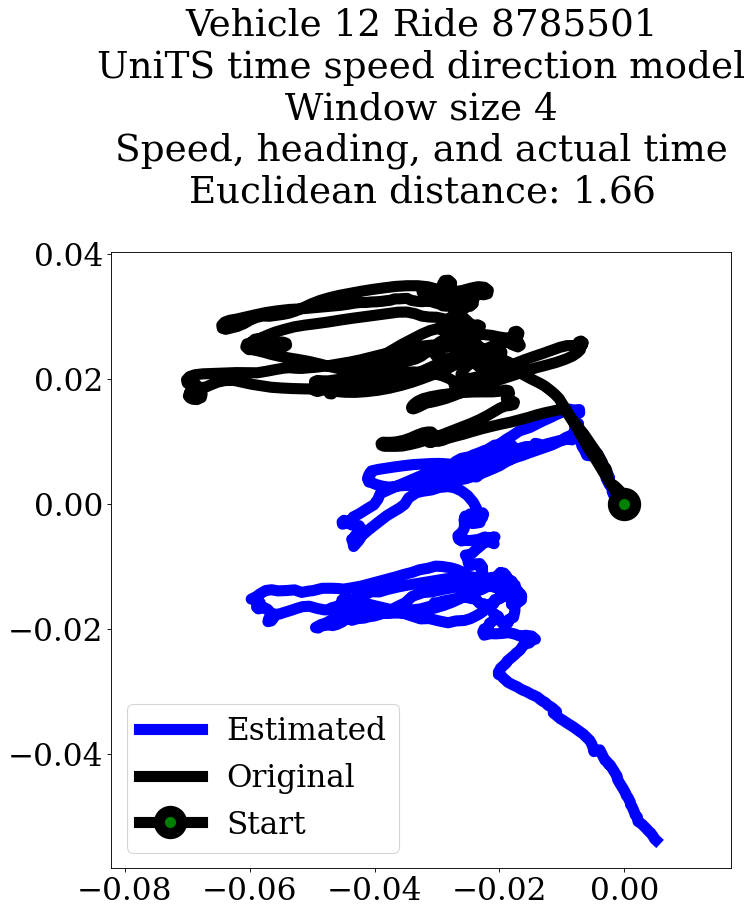 Vehicle 12 Ride 8785501
UniTS time speed direction model
Window size 4
Speed, heading, and actual time
Euclidean distance: 1.66
0.04
0.02
0.00
−0.02
−0.04
Estimated
Original
Start
−0.08
−0.06
−0.04
−0.02
0.00